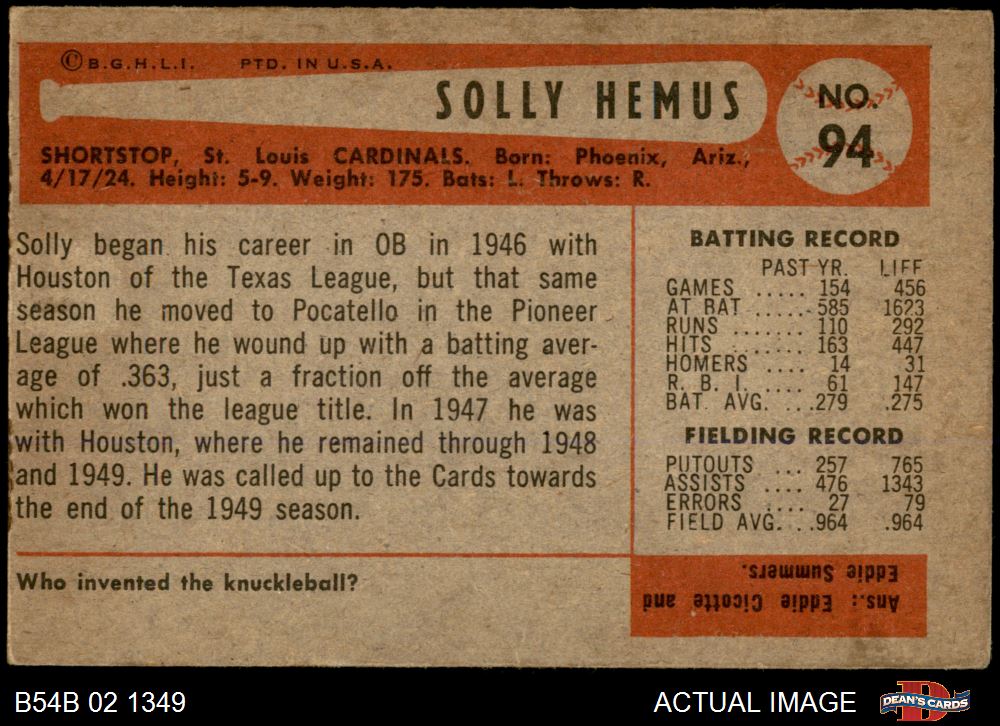 ©B.G.H.L.I. PTD. IN U.S.A.
SOLLY HEMUS
NO.
94
SHORTSTOP, St. Louis CARDINALS. Born: Phoenix, Ariz.,
4/17/24. Height: 5-9. Weight: 175. Bats: L. Throws: R.
Solly began his career in OB in 1946 with
Houston of the Texas League, but that same
season he moved to Pocatello in the Pioneer
League where he wound up with a batting aver-
age of .363, just a fraction off the average
which won the league title. In 1947 he was
with Houston, where he remained through 1948
and 1949. He was called up to the Cards towards
the end of the 1949 season.
BATTING RECORD
PAST YR. LIFE
GAMES ..... 154 456
AT BAT ...... 585 1623
RUNS ....... 110 292
HITS ....... 163 447
HOMERS .... 14 31
R. B. I. .... 61 147
BAT. AVG. ...279 .275
FIELDING RECORD
PUTOUTS ... 257 765
ASSISTS .... 476 1343
ERRORS .... 27 79
FIELD AVG. ..964 .964
Who invented the knuckleball?
Ans.: Eddie Cicotte and
Eddie Summers.
B54B 02 1349
ACTUAL IMAGE
D
DEAN'S CARDS